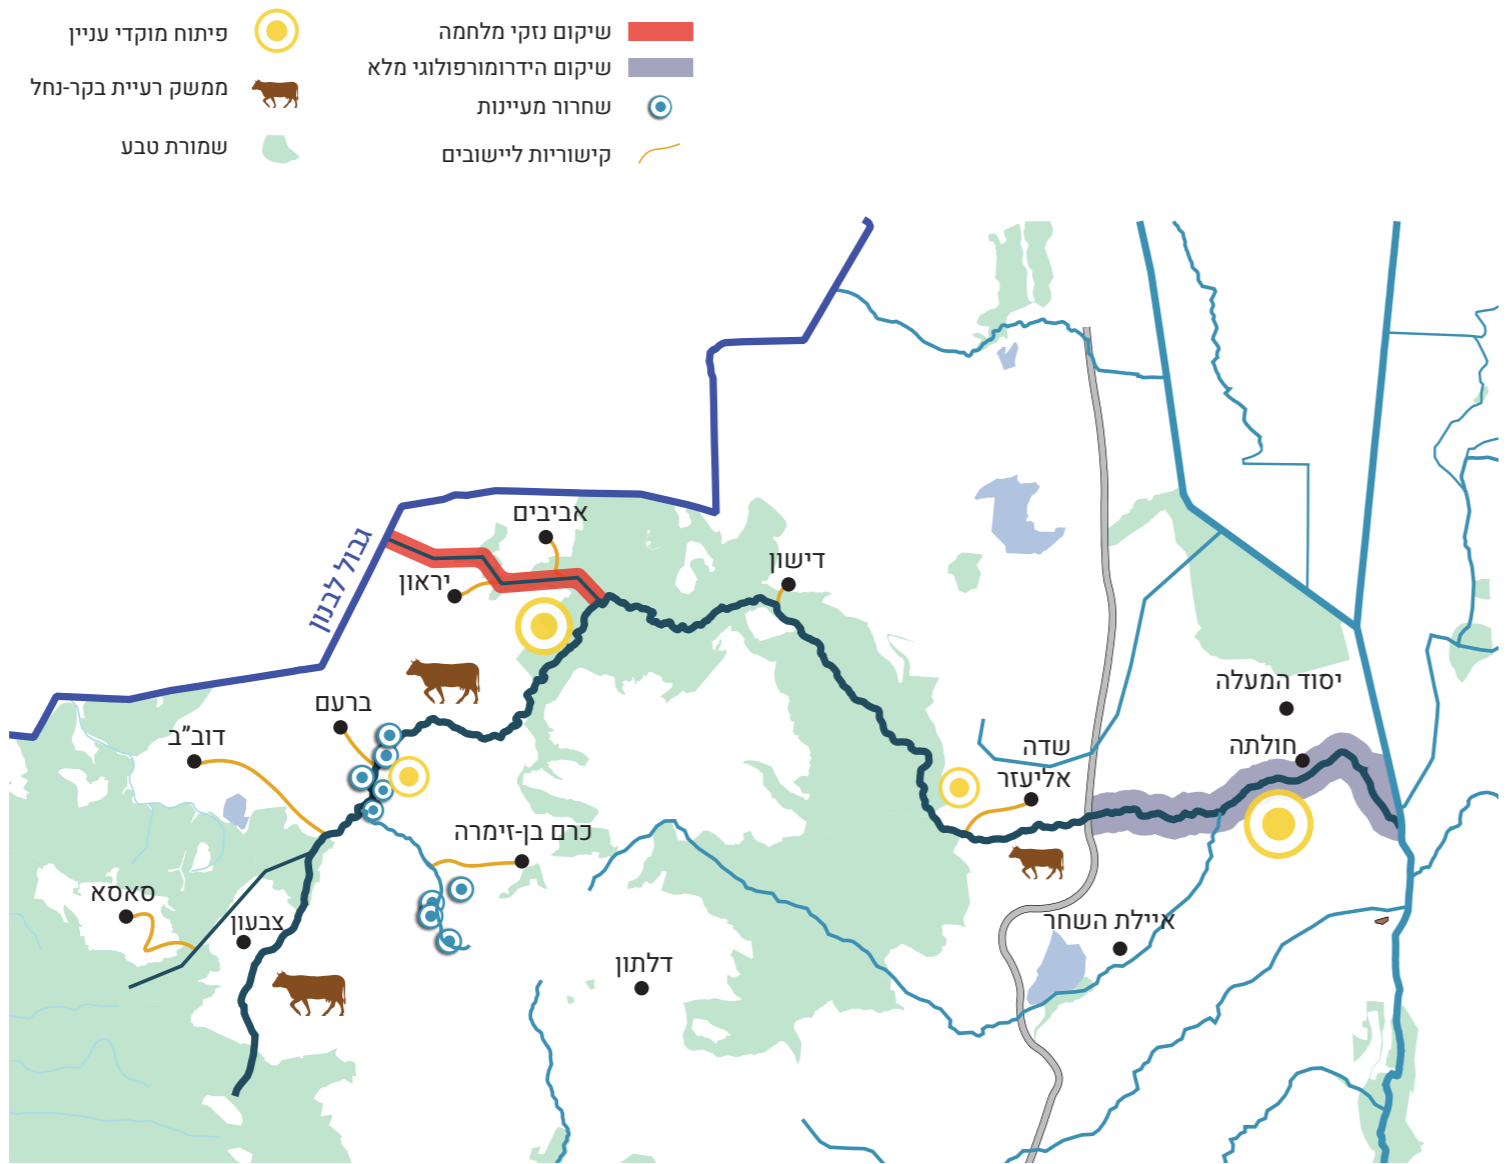 שיקום נזקי מלחמה
שיקום הידרומורפולוגי מלא
שחרור מעיינות
קישוריות ליישובים
פיתוח מוקדי עניין
ממשק רעיית בקר-נחל
שמורת טבע
גבול לבנון
אביבים
יראון
דישון
ברעם
דוב"ב
יסוד המעלה
חולתה
שדה
אליעזר
כרם בן-זימרה
סאסא
צבעון
איילת השחר
דלתון